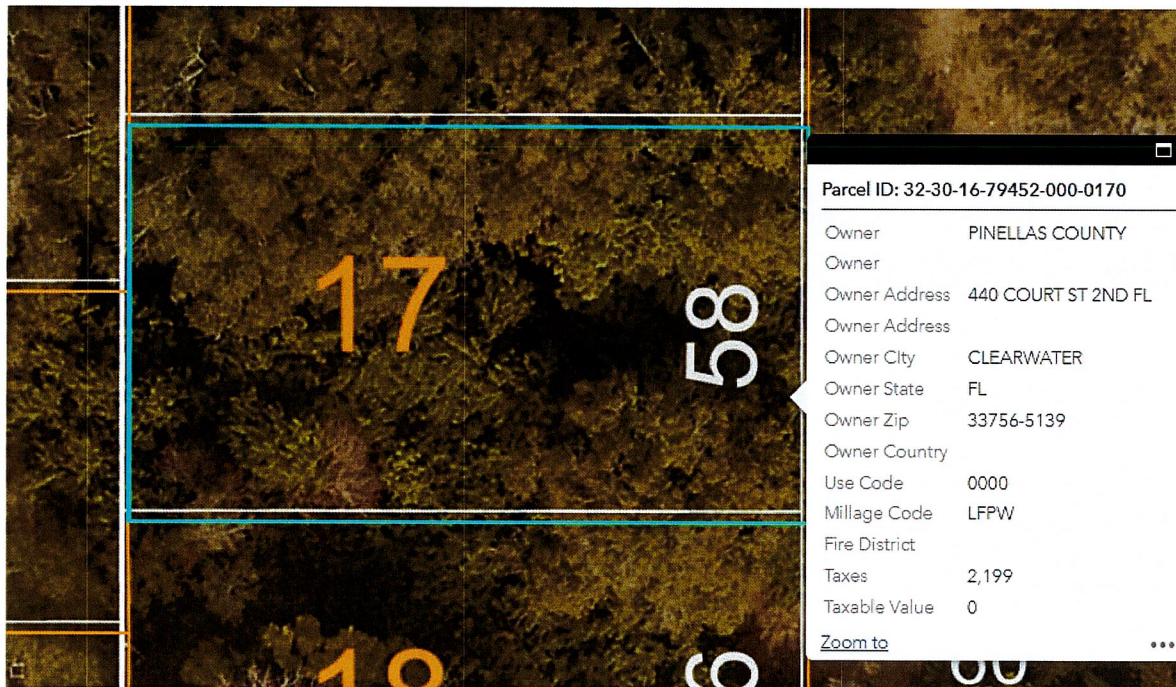 17
58
Parcel ID: 32-30-16-79452-000-0170
Owner PINELLAS COUNTY
Owner
Owner Address 440 COURT ST 2ND FL
Owner Address
Owner City CLEARWATER
Owner State FL
Owner Zip 33756-5139
Owner Country
Use Code 0000
Millage Code LFPW
Fire District
Taxes 2,199
Taxable Value 0
Zoom to
18